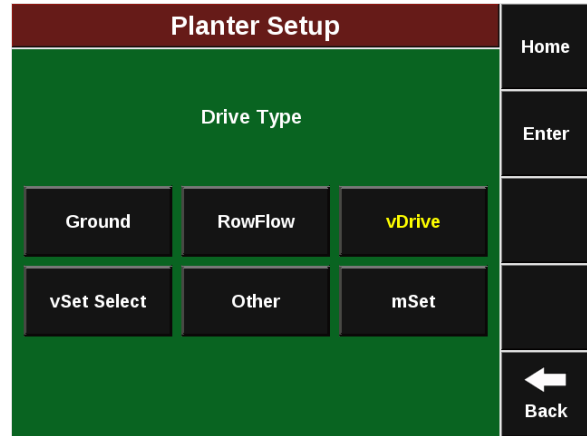 Planter Setup
Home
Drive Type
Enter
Ground
RowFlow
vDrive
vSet Select
Other
mSet
Back